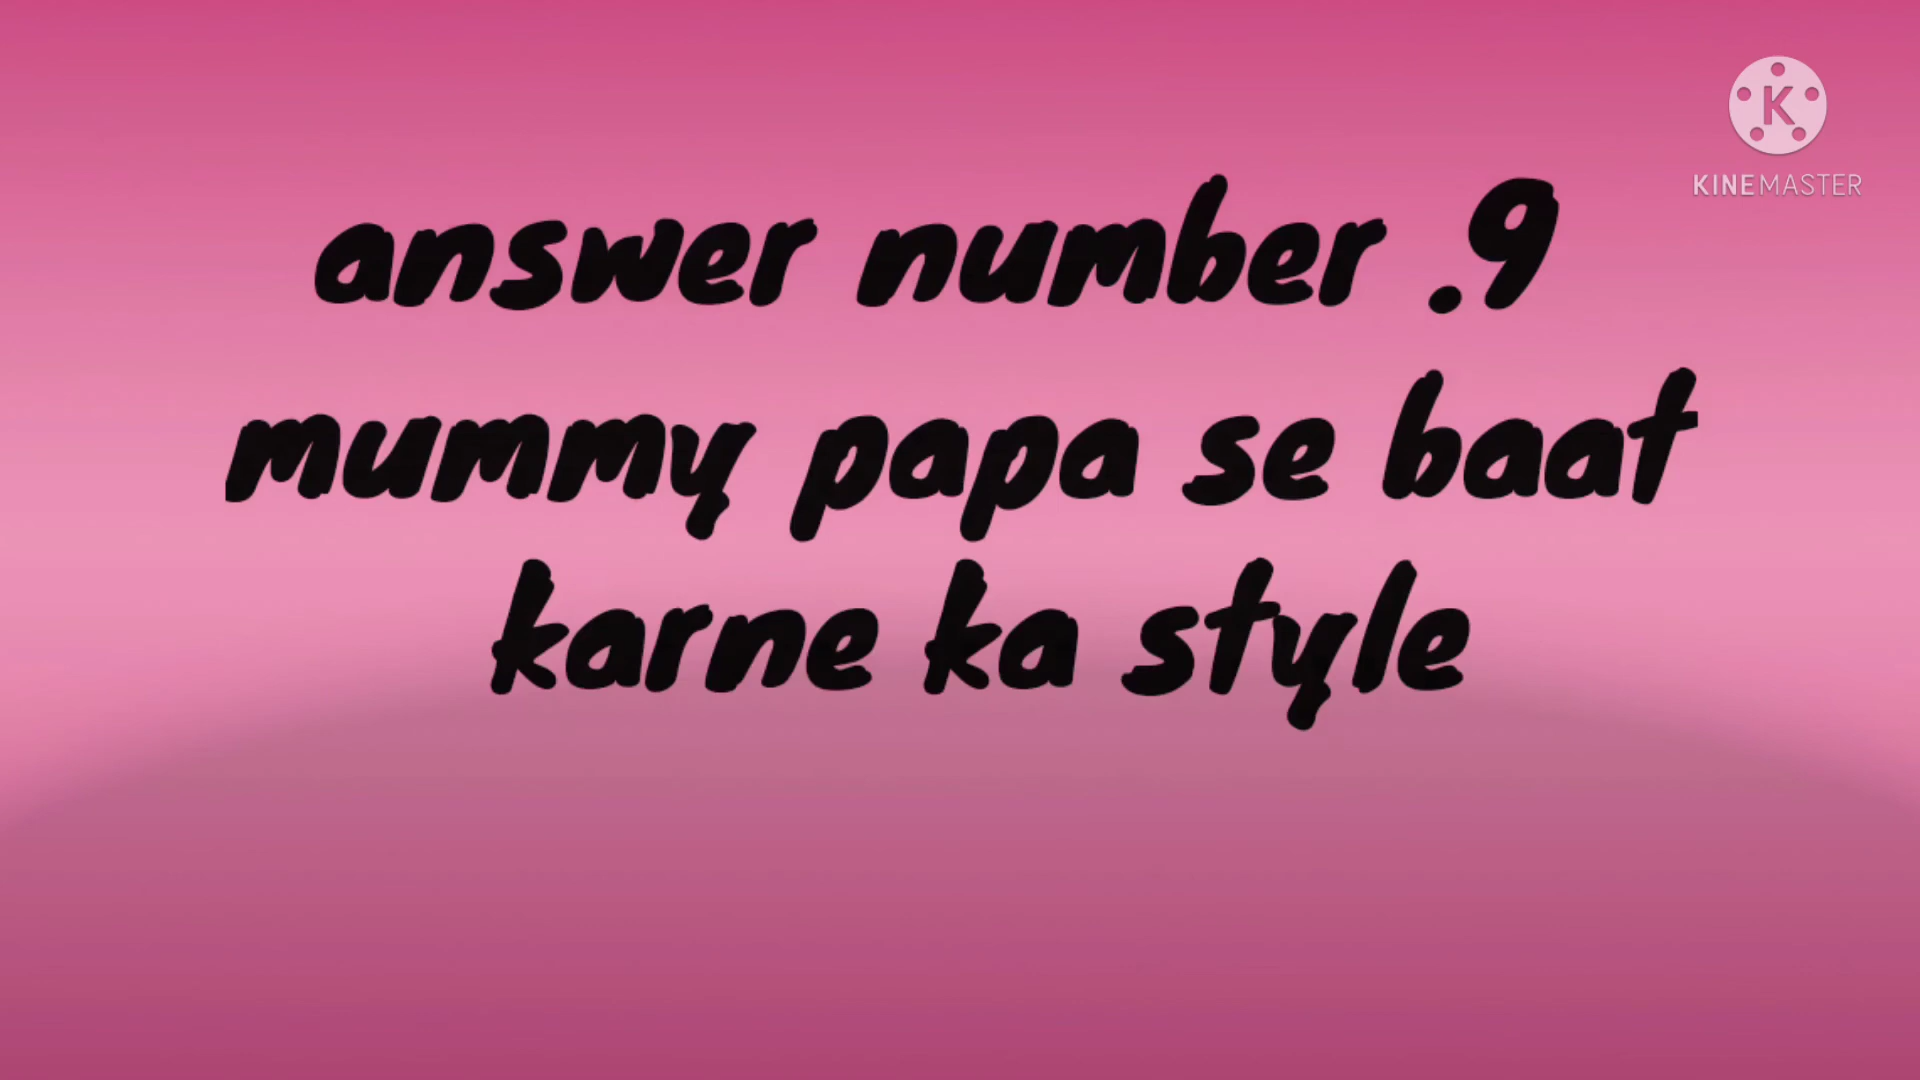 K
KINEMASTER
answer number .9
mummy papa se baat
karne ka style